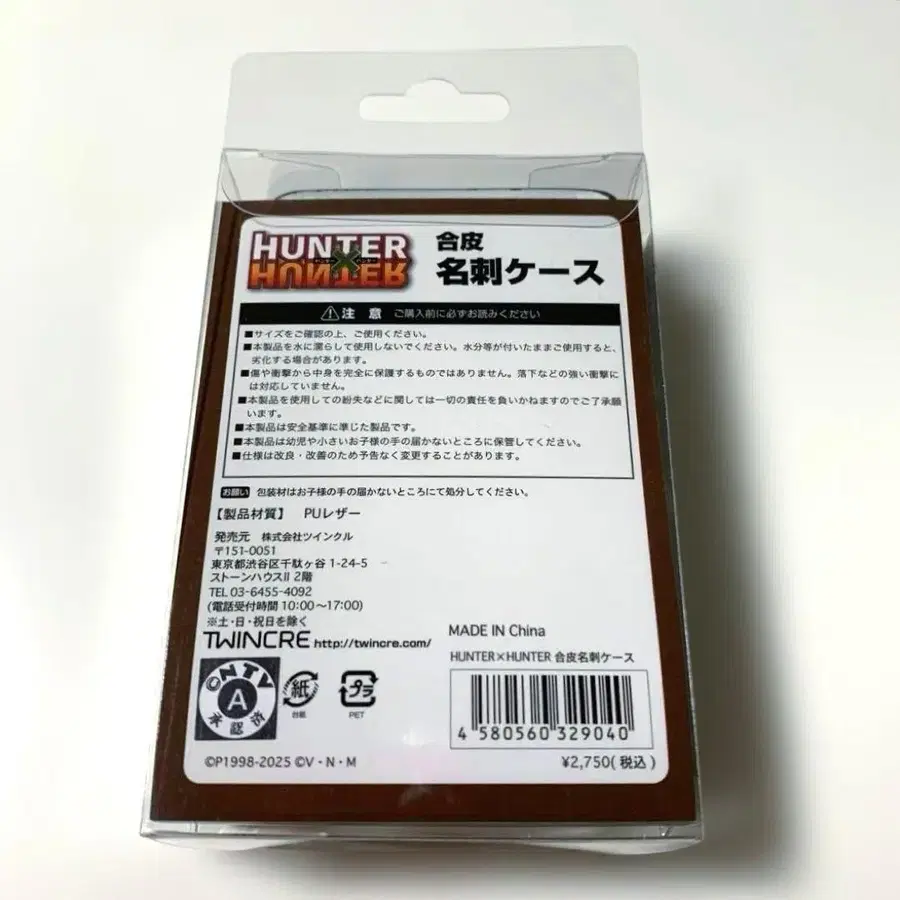 HUNTER×HUNTER
ハンター×ハンター
合皮
名刺ケース
注 意 ご購入前に必ずお読みください
■サイズをご確認の上、ご使用ください。
■本製品を水に濡らして使用しないでください。水分等が付いたままご使用すると、
劣化する場合があります。
■傷や衝撃から中身を完全に保護するものではありません。落下などの強い衝撃に
は対応していません。
■本製品を使用しての紛失などに関しては一切の責任を負いかねますのでご了承願
います。
■本製品は安全基準に準じた製品です。
■本製品は幼児や小さいお子様の手の届かないところに保管してください。
■仕様は改良・改善のため予告なく変更することがあります。
お願い 包装材はお子様の手の届かないところにて処分してください。
【製品材質】 PUレザー
発売元 株式会社ツインクル
〒151-0051
東京都渋谷区千駄ヶ谷 1-24-5
ストーンハウスII 2階
TEL 03-6455-4092
(電話受付時間 10:00～17:00)
※土・日・祝日を除く
TWINCRE http://twincre.com/
MADE IN China
HUNTER×HUNTER 合皮名刺ケース
©NTV
A
承認済
紙
台紙
プラ
PET
4 580560 329040
©P1998-2025 ©V・N・M
¥2,750(税込)